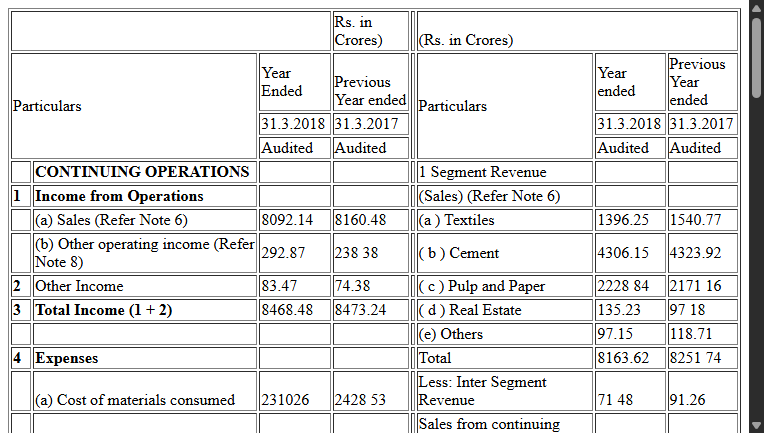 Rs. in
Crores)
(Rs. in Crores)
Particulars
Year
Ended
Previous
Year ended
Particulars
Year
ended
Previous
Year
ended
31.3.2018 31.3.2017 31.3.2018 31.3.2017
Audited Audited Audited Audited
CONTINUING OPERATIONS 1 Segment Revenue
1 Income from Operations (Sales) (Refer Note 6)
(a) Sales (Refer Note 6) 8092.14 8160.48 (a ) Textiles 1396.25 1540.77
(b) Other operating income (Refer
Note 8) 292.87 238 38 ( b ) Cement 4306.15 4323.92
2 Other Income 83.47 74.38 ( c ) Pulp and Paper 2228 84 2171 16
3 Total Income (1 + 2) 8468.48 8473.24 ( d ) Real Estate 135.23 97 18
(e) Others 97.15 118.71
4 Expenses Total 8163.62 8251 74
(a) Cost of materials consumed 231026 2428 53 Less: Inter Segment
Revenue 71 48 91.26
Sales from continuing